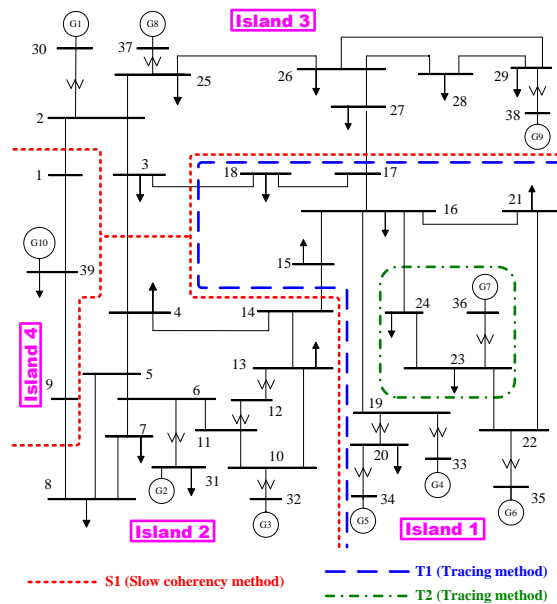 G1 G8 Island 3
30 37
25 26 29
28
2 27 38
G9
1 3 18 17 21
16
G10
15
39 G7
24 36
4 14
Island 4
13 23
5
9 6 19
12
7 11 20 22
10 33
8 G2 31 32 34 G4 35
G3 G5 G6
Island 2 Island 1
S1 (Slow coherency method) T1 (Tracing method)
T2 (Tracing method)